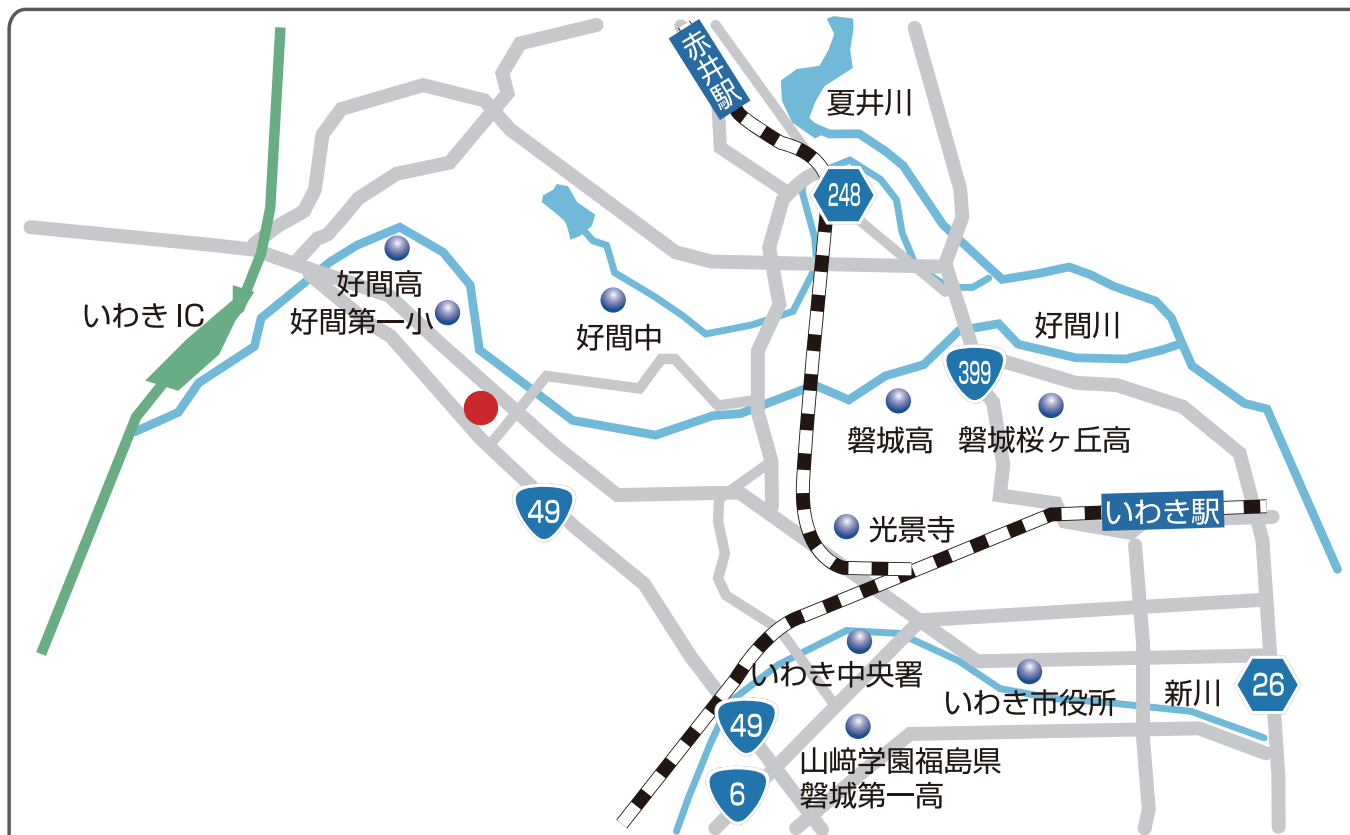 赤井駅
夏井川
248
好間高
いわきIC
好間第一小
好間中
好間川
399
磐城高
磐城桜ヶ丘高
49
いわき駅
光景寺
いわき中央署
いわき市役所
新川
26
49
山﨑学園福島県
磐城第一高
6